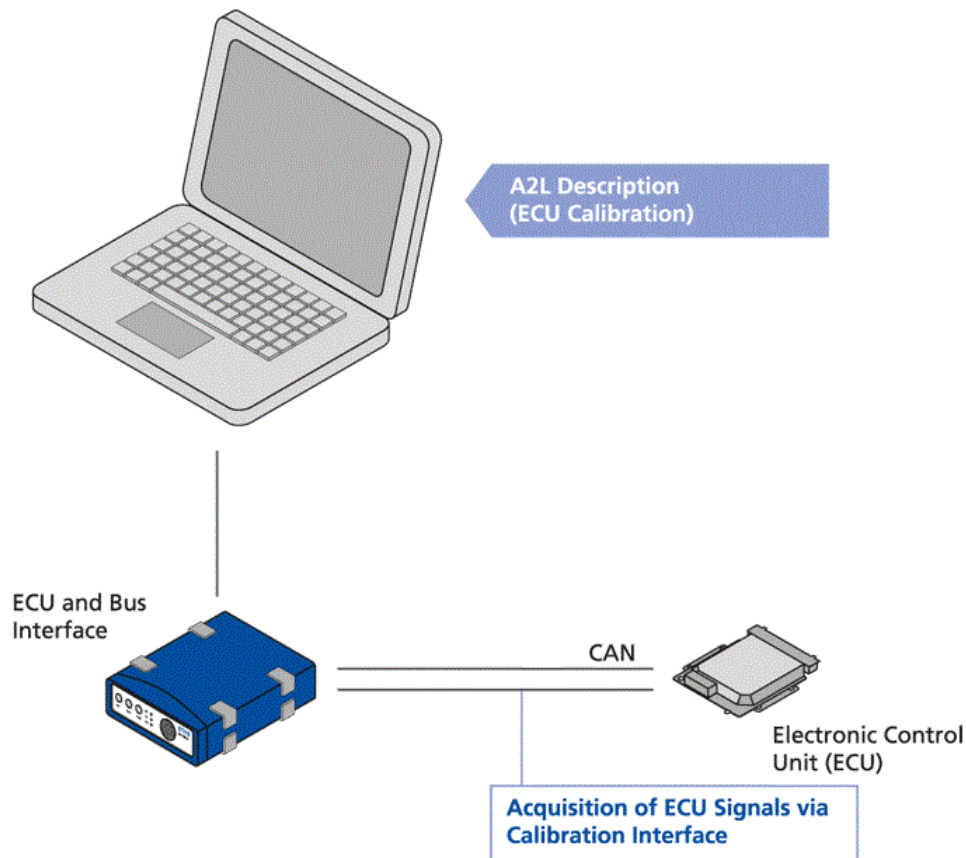 A2L Description
(ECU Calibration)
ECU and Bus
Interface
CAN
Electronic Control
Unit (ECU)
Acquisition of ECU Signals via
Calibration Interface